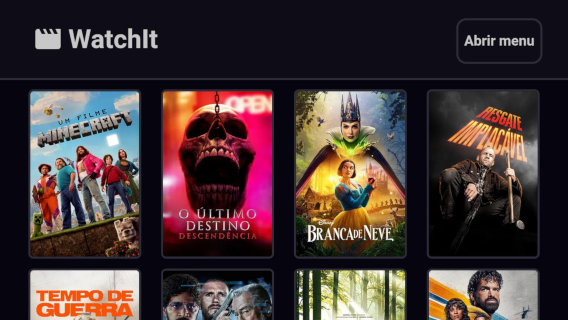 WatchIt
Abrir menu
UM FILME
MINECRAFT
OPEN
O ÚLTIMO
DESTINO
DESCENDÊNCIA
Disney
BRANCA DE NEVE
RESGATE
IMPLACÁVEL
TEMPO DE
GUERRA